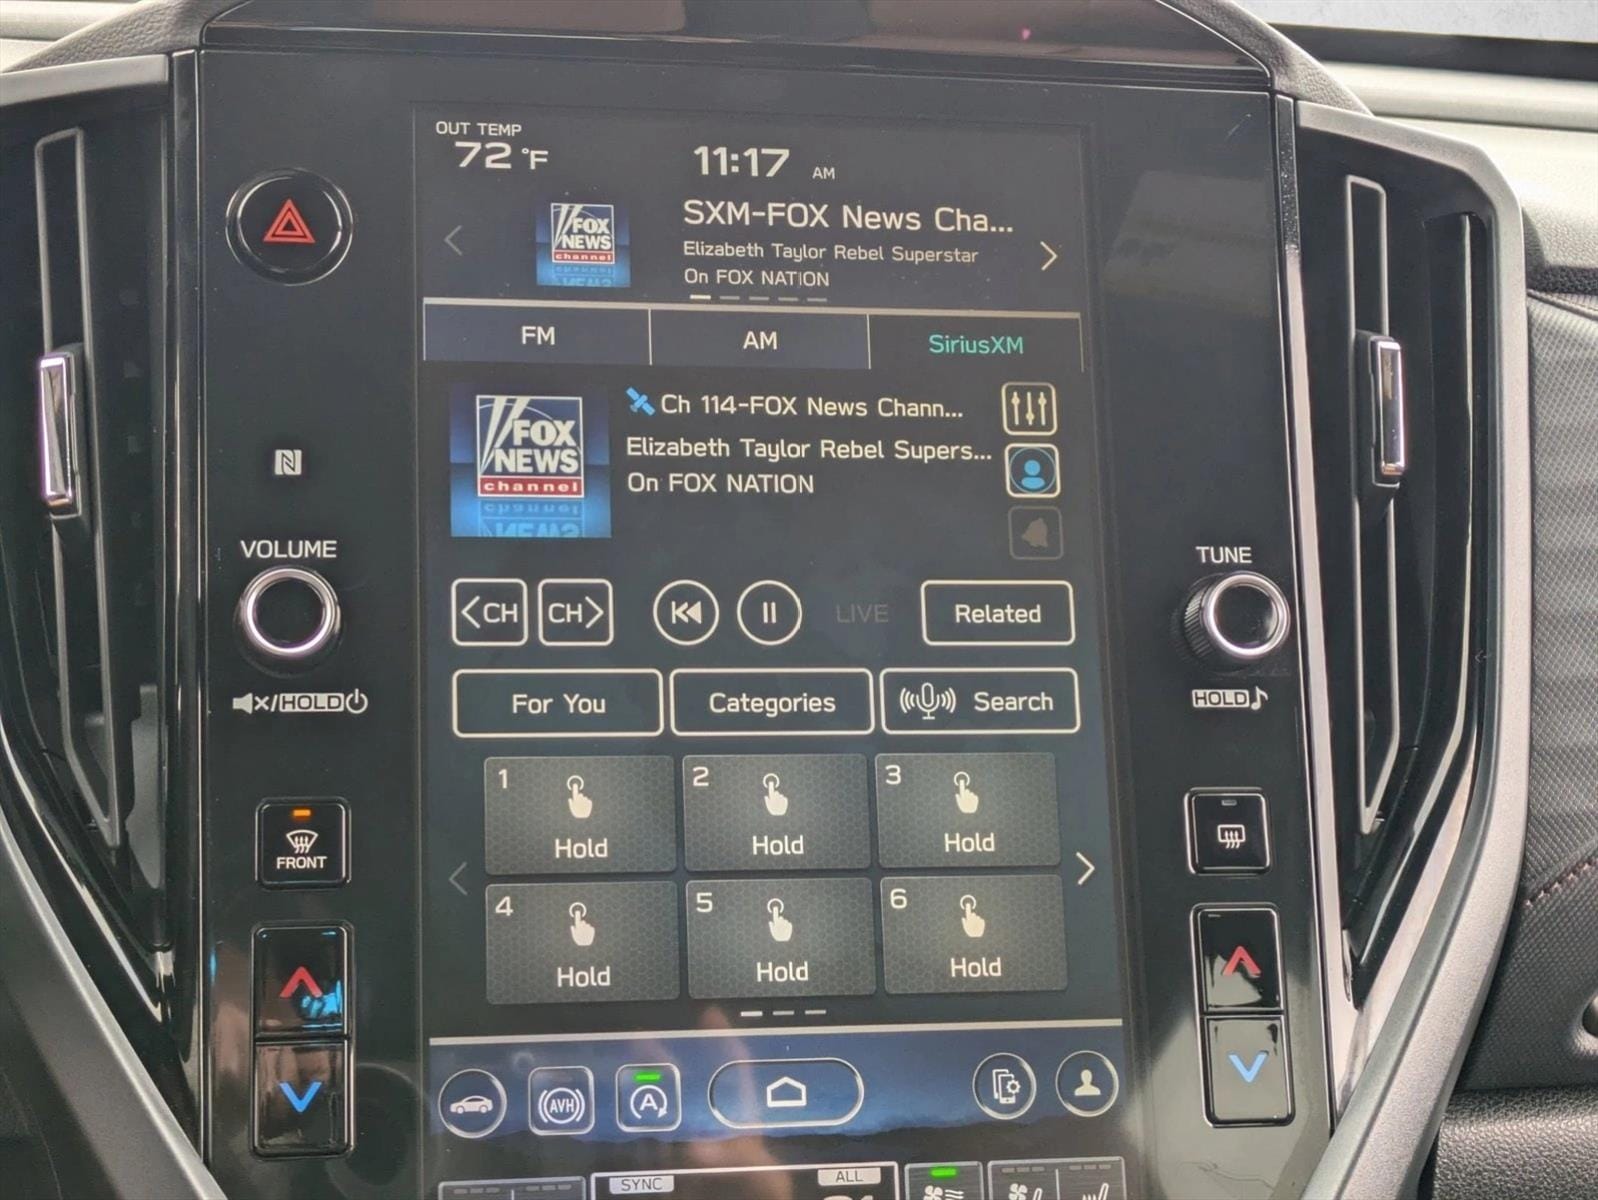 OUT TEMP
72 °F
11:17 AM
SXM-FOX News Cha...
Elizabeth Taylor Rebel Superstar
On FOX NATION
FOX
NEWS
channel
FM
AM
SiriusXM
Ch 114-FOX News Chann...
Elizabeth Taylor Rebel Supers...
On FOX NATION
FOX
NEWS
channel
VOLUME
TUNE
<CH
CH>
LIVE
Related
For You
Categories
Search
/HOLD
HOLD
1
Hold
2
Hold
3
Hold
4
Hold
5
Hold
6
Hold
FRONT
AVH
A
SYNC
ALL